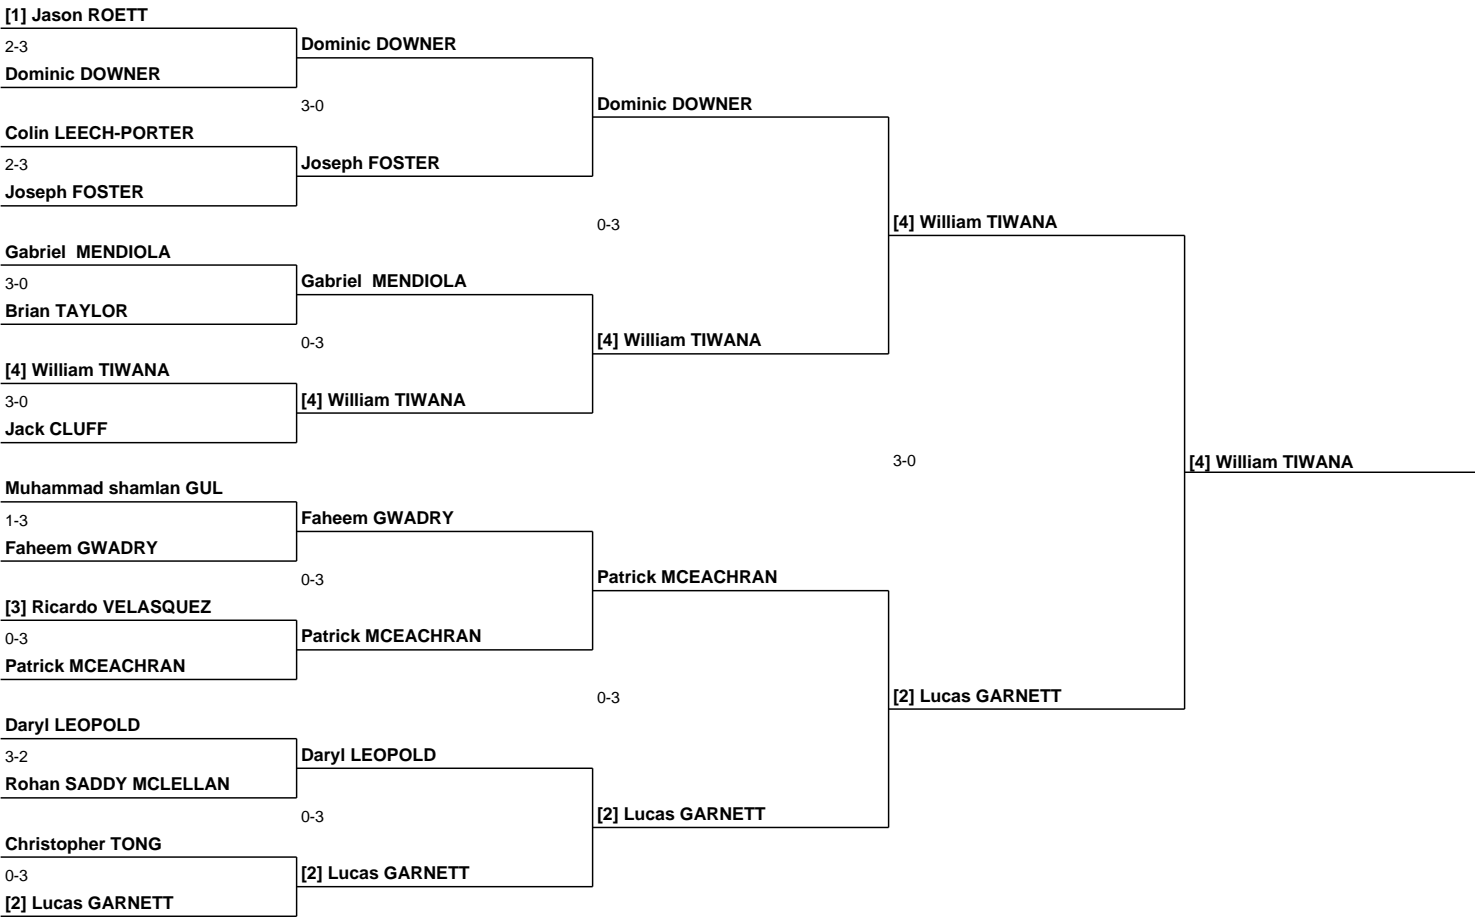 [1] Jason ROETT
2-3
Dominic DOWNER
Colin LEECH-PORTER
2-3
Joseph FOSTER
Gabriel  MENDIOLA
3-0
Brian TAYLOR
[4] William TIWANA
3-0
Jack CLUFF
Muhammad shamlan GUL
1-3
Faheem GWADRY
[3] Ricardo VELASQUEZ
0-3
Patrick MCEACHRAN
Daryl LEOPOLD
3-2
Rohan SADDY MCLELLAN
Christopher TONG
0-3
[2] Lucas GARNETT
Dominic DOWNER
3-0
Joseph FOSTER
Gabriel  MENDIOLA
0-3
[4] William TIWANA
Faheem GWADRY
0-3
Patrick MCEACHRAN
Daryl LEOPOLD
0-3
[2] Lucas GARNETT
Dominic DOWNER
0-3
[4] William TIWANA
Patrick MCEACHRAN
0-3
[2] Lucas GARNETT
[4] William TIWANA
3-0
[2] Lucas GARNETT
[4] William TIWANA